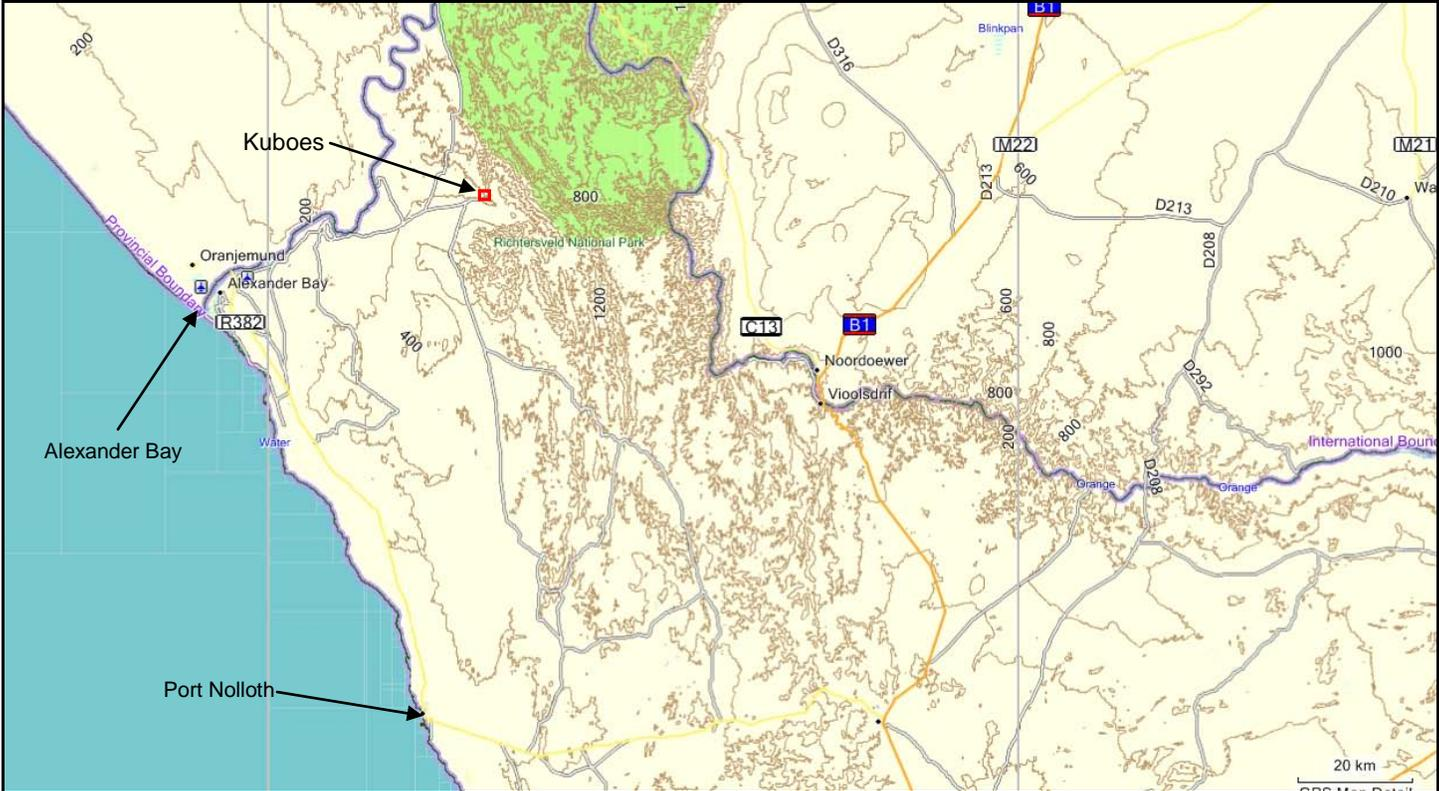 B1
Blinkpan
200
D316
Kuboes
M22
M21
D213
600
800
D210
Wa
200
D213
Provincial Boundary
Richtersveld National Park
D208
Oranjemund
Alexander Bay
1200
600
R382
C13
B1
400
800
Noordoewer
1000
Vioolsdrif
D292
800
200
800
Water
International Boun
Alexander Bay
D208
Orange
Orange
Port Nolloth
20 km